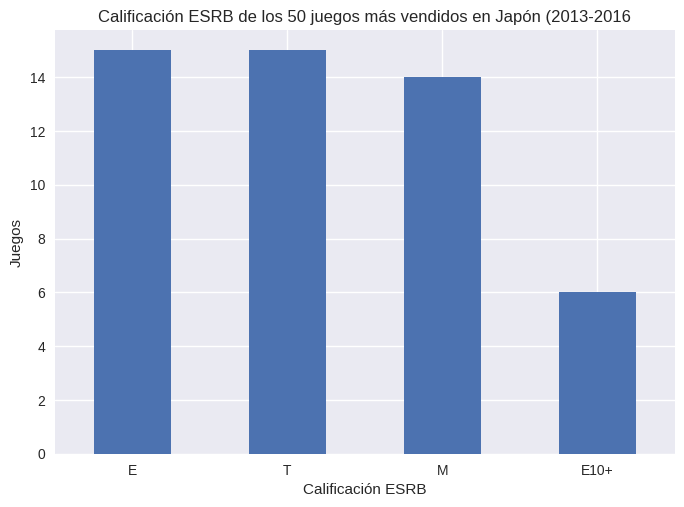 Calificación ESRB de los 50 juegos más vendidos en Japón (2013-2016
14
12
10
8
6
4
2
0
Juegos
E T M E10+
Calificación ESRB